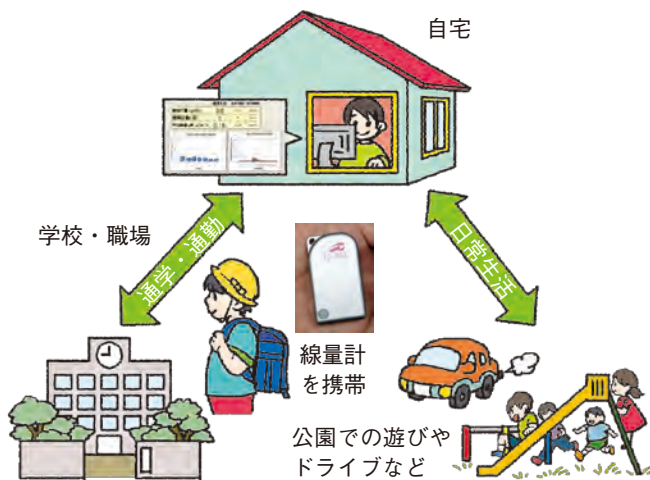 自宅
学校・職場
通学・通勤
日常生活
線量計
を携帯
公園での遊びや
ドライブなど